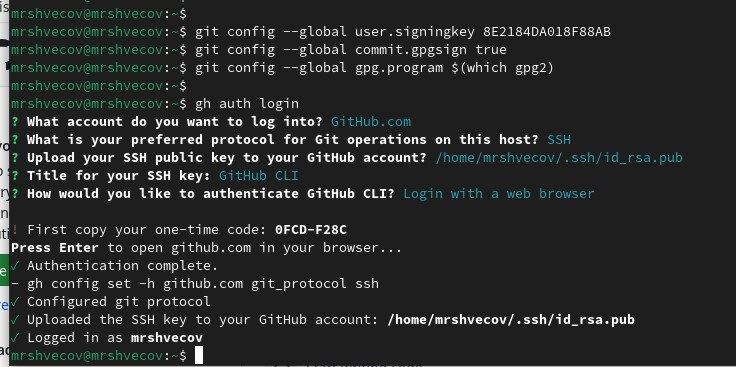 mrshvecov@mrshvecov:~$
mrshvecov@mrshvecov:~$ git config --global user.signingkey 8E2184DA018F88AB
mrshvecov@mrshvecov:~$ git config --global commit.gpgsign true
mrshvecov@mrshvecov:~$ git config --global gpg.program $(which gpg2)
mrshvecov@mrshvecov:~$
mrshvecov@mrshvecov:~$ gh auth login
? What account do you want to log into? GitHub.com
? What is your preferred protocol for Git operations on this host? SSH
? Upload your SSH public key to your GitHub account? /home/mrshvecov/.ssh/id_rsa.pub
? Title for your SSH key: GitHub CLI
? How would you like to authenticate GitHub CLI? Login with a web browser
! First copy your one-time code: 0FCD-F28C
Press Enter to open github.com in your browser...
✓ Authentication complete.
- gh config set -h github.com git_protocol ssh
✓ Configured git protocol
✓ Uploaded the SSH key to your GitHub account: /home/mrshvecov/.ssh/id_rsa.pub
✓ Logged in as mrshvecov
mrshvecov@mrshvecov:~$